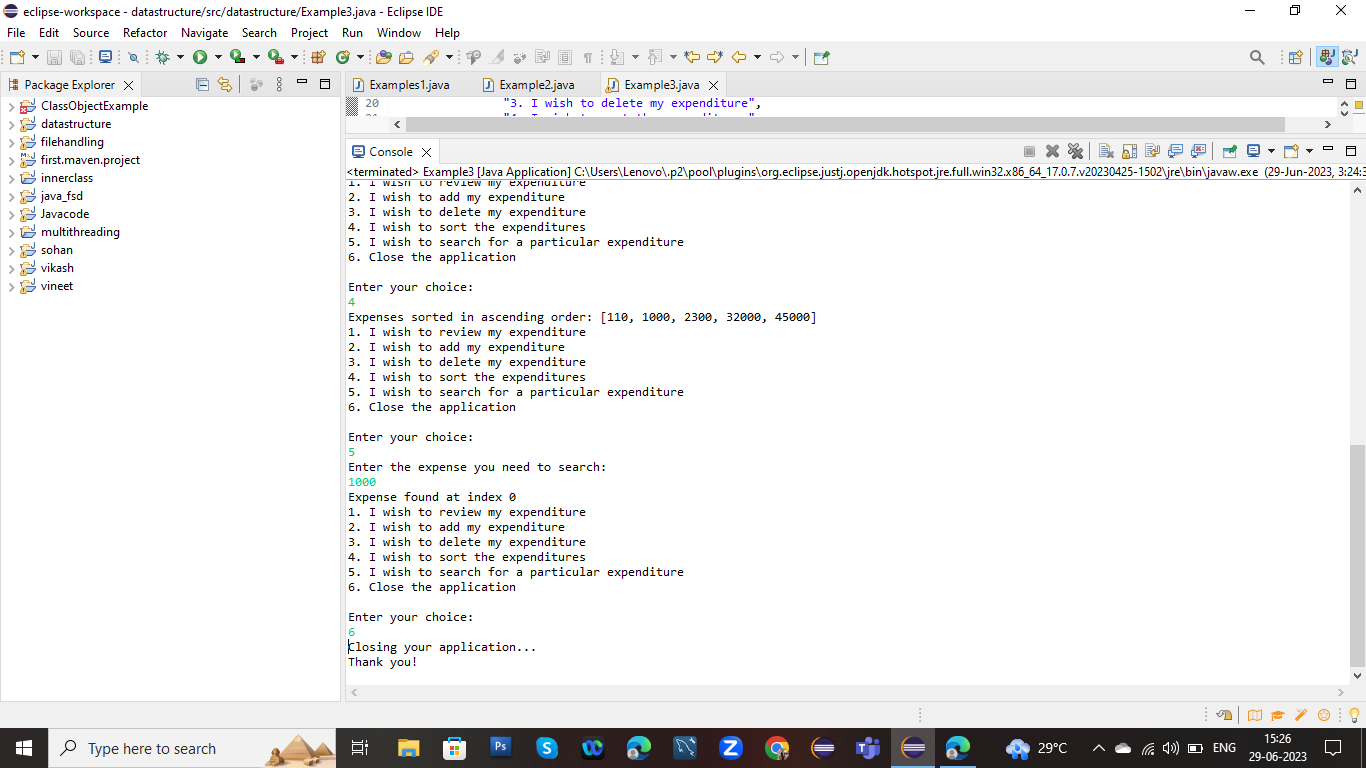 eclipse-workspace - datastructure/src/datastructure/Example3.java - Eclipse IDE
File Edit Source Refactor Navigate Search Project Run Window Help
Package Explorer
ClassObjectExample
datastructure
filehandling
first.maven.project
innerclass
java_fsd
Javacode
multithreading
sohan
vikash
vineet
Examples1.java Example2.java Example3.java
20 "3. I wish to delete my expenditure",
Console
<terminated> Example3 [Java Application] C:\Users\Lenovo\.p2\pool\plugins\org.eclipse.justj.openjdk.hotspot.jre.full.win32.x86_64_17.0.7.v20230425-1502\jre\bin\javaw.exe (29-Jun-2023, 3:24:3
1. I wish to review my expenditure
2. I wish to add my expenditure
3. I wish to delete my expenditure
4. I wish to sort the expenditures
5. I wish to search for a particular expenditure
6. Close the application
Enter your choice:
4
Expenses sorted in ascending order: [110, 1000, 2300, 32000, 45000]
1. I wish to review my expenditure
2. I wish to add my expenditure
3. I wish to delete my expenditure
4. I wish to sort the expenditures
5. I wish to search for a particular expenditure
6. Close the application
Enter your choice:
5
Enter the expense you need to search:
1000
Expense found at index 0
1. I wish to review my expenditure
2. I wish to add my expenditure
3. I wish to delete my expenditure
4. I wish to sort the expenditures
5. I wish to search for a particular expenditure
6. Close the application
Enter your choice:
6
Closing your application...
Thank you!
Type here to search
Ps
29°C
ENG
15:26
29-06-2023